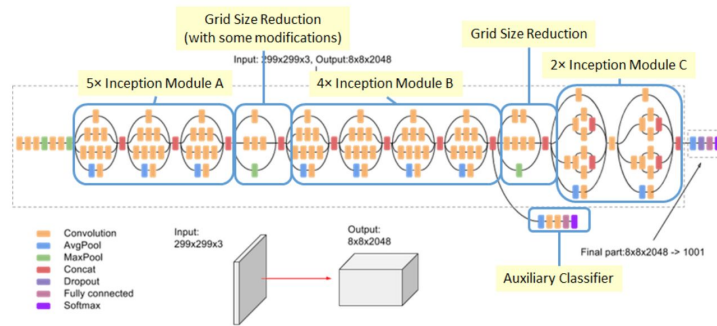 Grid Size Reduction
(with some modifications)
Grid Size Reduction
Input: 299x299x3, Output:8x8x2048
5× Inception Module A
4× Inception Module B
2× Inception Module C
Convolution
AvgPool
MaxPool
Concat
Dropout
Fully connected
Softmax
Input:
299x299x3
Output:
8x8x2048
Auxiliary Classifier
Final part:8x8x2048 -> 1001